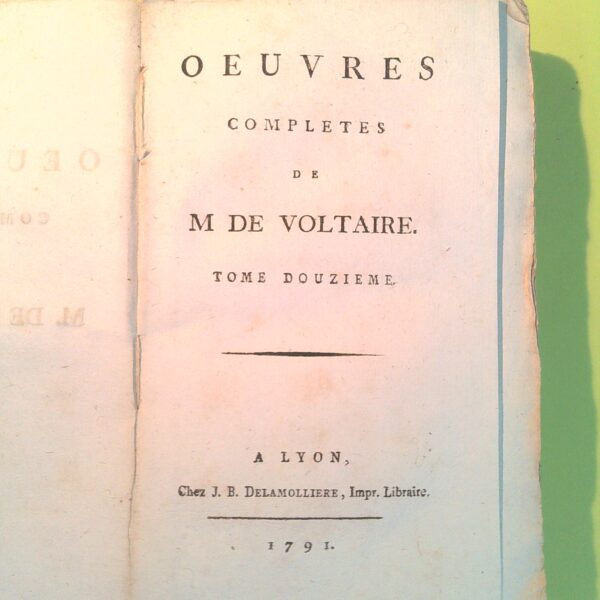 OEUVRES
COMPLETES
DE
M DE VOLTAIRE.
TOME DOUZIEME.
A LYON,
Chez J. B. DELAMOLLIERE, Impr. Libraire.
1791.